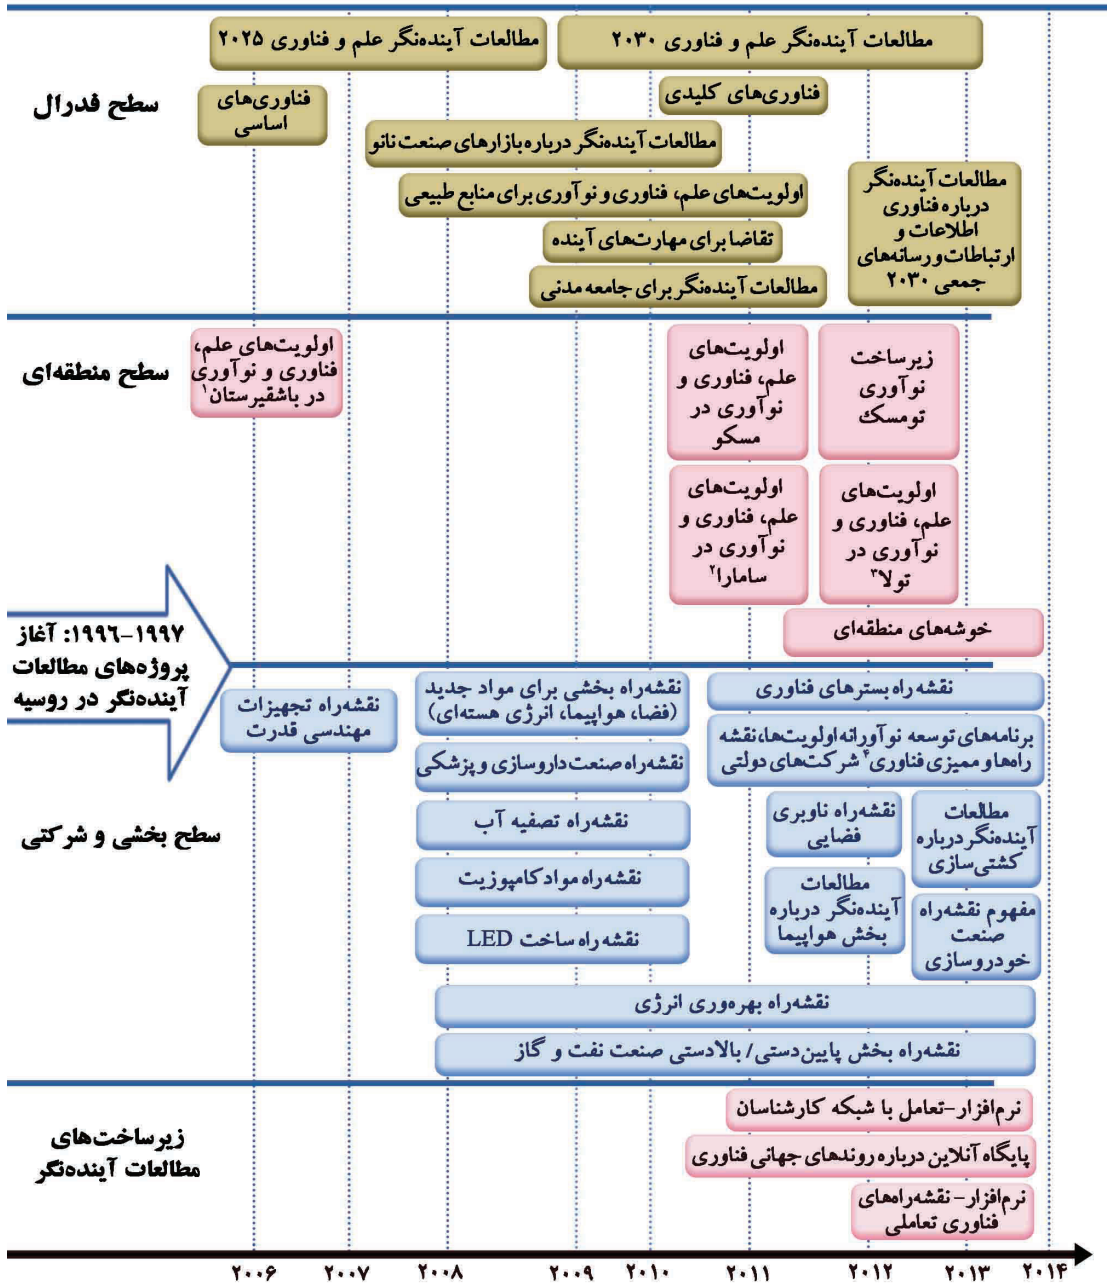 مطالعات آینده‌نگر علم و فناوری ۲۰۳۰
مطالعات آینده‌نگر علم و فناوری ۲۰۲۵
سطح فدرال
فناوری‌های کلیدی
فناوری‌های
اساسی
مطالعات آینده‌نگر درباره بازارهای صنعت نانو
اولویت‌های علم، فناوری و نوآوری برای منابع طبیعی
تقاضا برای مهارت‌های آینده
مطالعات آینده‌نگر برای جامعه مدنی
مطالعات آینده‌نگر
درباره فناوری
اطلاعات و
ارتباطات و رسانه‌های
جمعی ۲۰۳۰
سطح منطقه‌ای
اولویت‌های علم،
فناوری و نوآوری
در باشقیرستان۱
اولویت‌های
علم، فناوری و
نوآوری در
مسکو
زیرساخت
نوآوری
تومسک
اولویت‌های
علم، فناوری و
نوآوری در
سامارا۲
اولویت‌های
علم، فناوری و
نوآوری در
تولا۳
خوشه‌های منطقه‌ای
۱۹۹۶–۱۹۹۷: آغاز
پروژه‌های مطالعات
آینده‌نگر در روسیه
سطح بخشی و شرکتی
نقشه‌راه تجهیزات
مهندسی قدرت
نقشه‌راه بخشی برای مواد جدید
(فضا، هواپیما، انرژی هسته‌ای)
نقشه‌راه صنعت داروسازی و پزشکی
نقشه‌راه تصفیه آب
نقشه‌راه مواد کامپوزیت
نقشه‌راه ساخت LED
نقشه‌راه بسترهای فناوری
برنامه‌های توسعه نوآورانه اولویت‌ها، نقشه
راه‌ها و ممیزی فناوری۴ شرکت‌های دولتی
نقشه‌راه ناوبری
فضایی
مطالعات
آینده‌نگر درباره
کشتی‌سازی
مطالعات
آینده‌نگر درباره
بخش هواپیما
مفهوم نقشه‌راه
صنعت
خودروسازی
نقشه‌راه بهره‌وری انرژی
نقشه‌راه بخش پایین‌دستی/ بالادستی صنعت نفت و گاز
زیرساخت‌های
مطالعات آینده‌نگر
نرم‌افزار-تعامل با شبکه کارشناسان
پایگاه آنلاین درباره روندهای جهانی فناوری
نرم‌افزار- نقشه‌راه‌های
فناوری تعاملی
۲۰۰۶ ۲۰۰۷ ۲۰۰۸ ۲۰۰۹ ۲۰۱۰ ۲۰۱۱ ۲۰۱۲ ۲۰۱۳ ۲۰۱۴